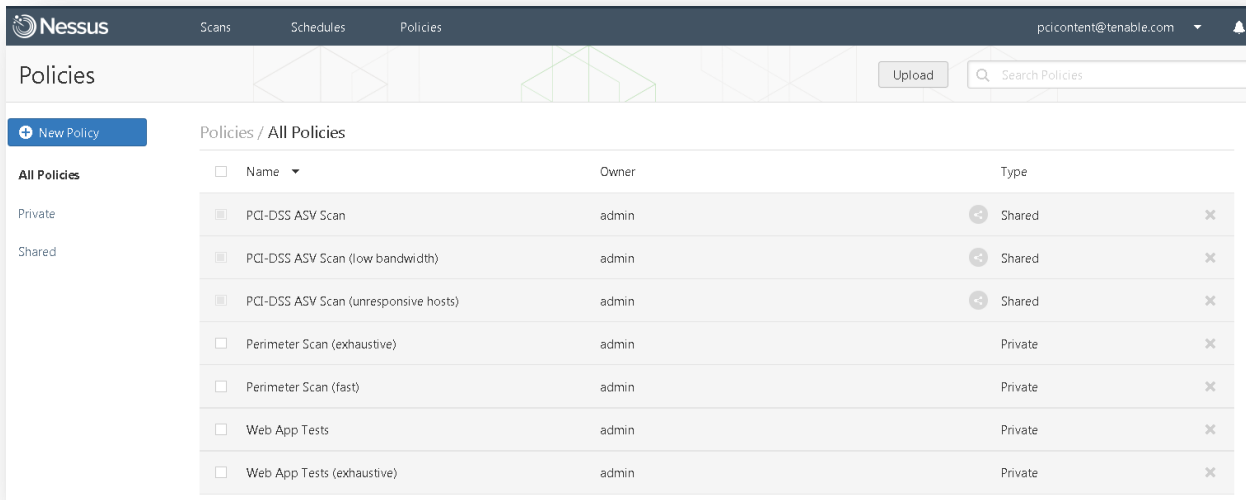 Nessus Scans Schedules Policies pcicontent@tenable.com
Policies Upload Search Policies
New Policy
All Policies
Private
Shared
Policies / All Policies
Name Owner Type
PCI-DSS ASV Scan admin Shared
PCI-DSS ASV Scan (low bandwidth) admin Shared
PCI-DSS ASV Scan (unresponsive hosts) admin Shared
Perimeter Scan (exhaustive) admin Private
Perimeter Scan (fast) admin Private
Web App Tests admin Private
Web App Tests (exhaustive) admin Private